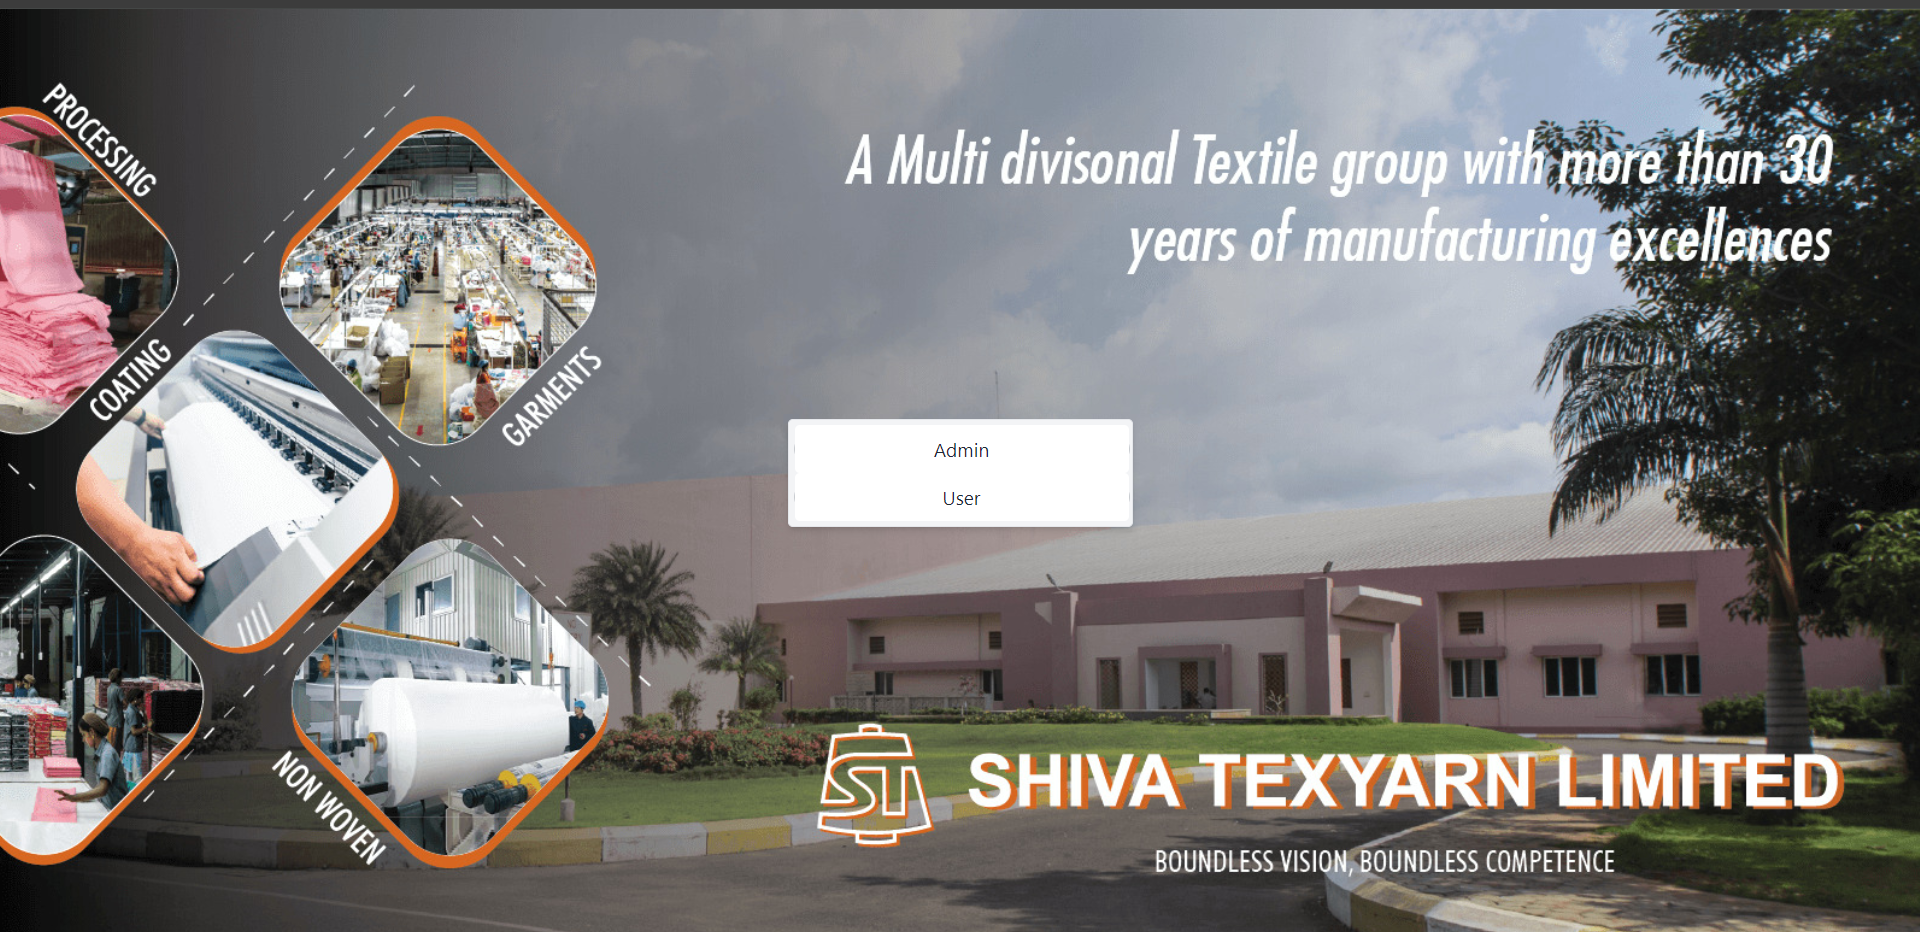 PROCESSING
A Multi divisonal Textile group with more than 30
years of manufacturing excellences
COATING
GARMENTS
Admin
User
NON WOVEN
ST
SHIVA TEXYARN LIMITED
BOUNDLESS VISION, BOUNDLESS COMPETENCE